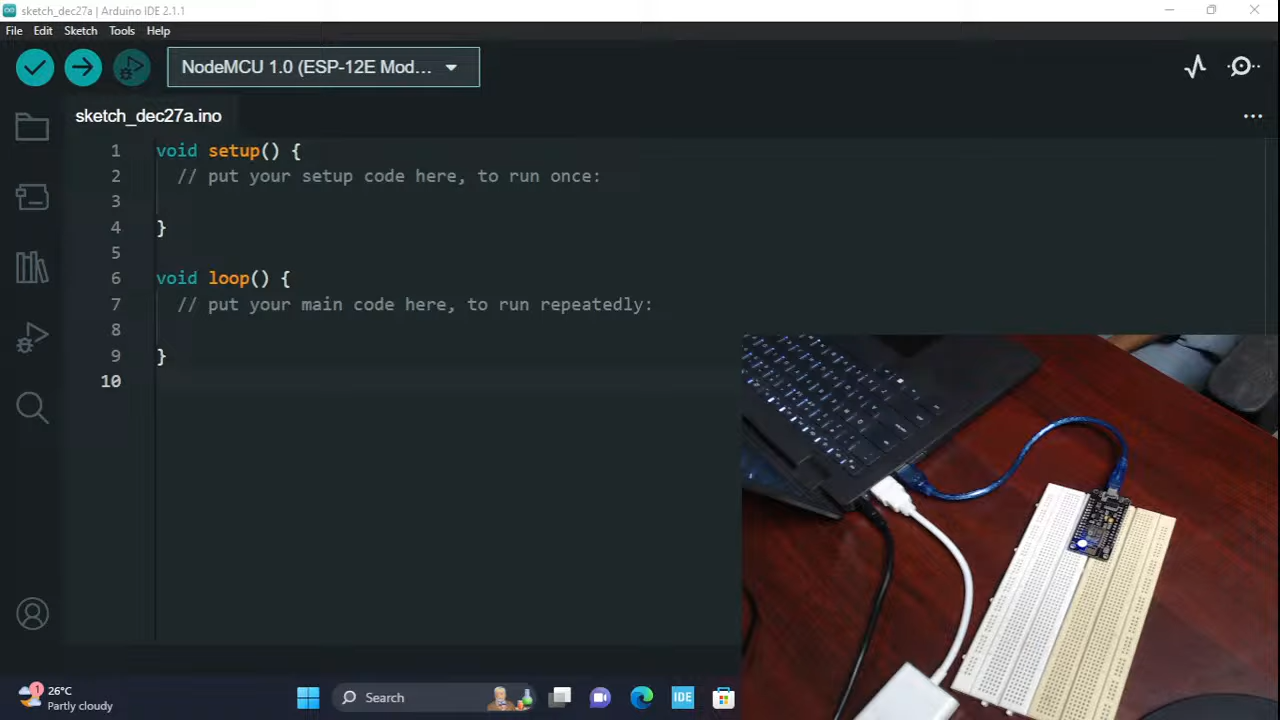 sketch_dec27a | Arduino IDE 2.1.1
File Edit Sketch Tools Help
NodeMCU 1.0 (ESP-12E Mod...
sketch_dec27a.ino
1 void setup() {
2 // put your setup code here, to run once:
3
4 }
5
6 void loop() {
7 // put your main code here, to run repeatedly:
8
9 }
10
1
26°C
Partly cloudy
Search
IDE